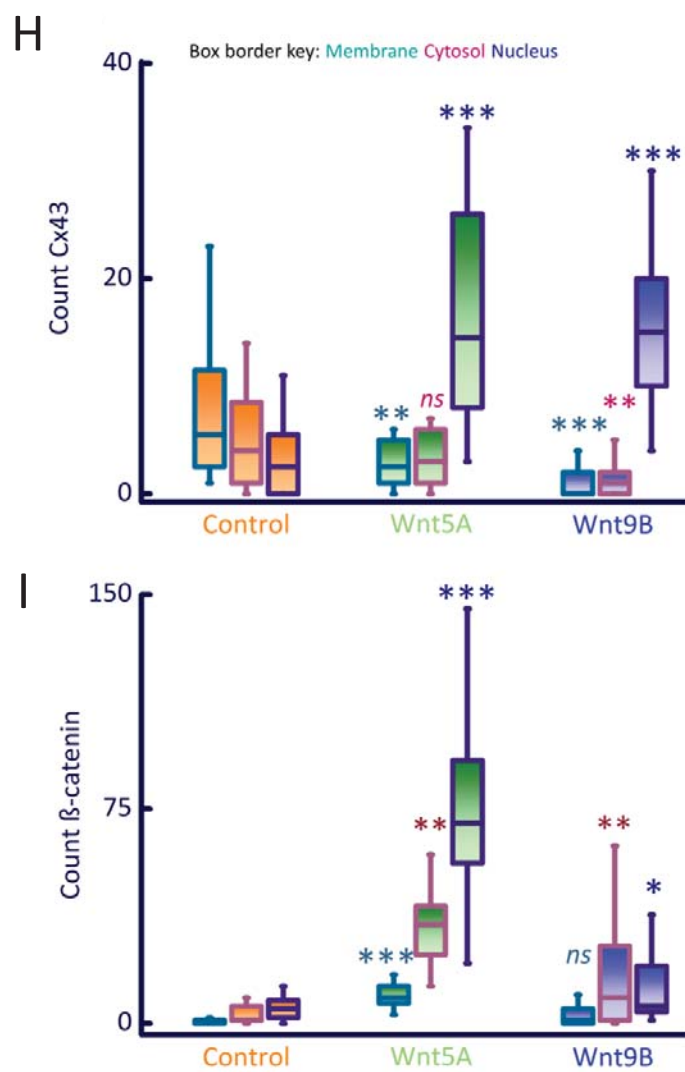 H
Box border key: Membrane Cytosol Nucleus
40
20
0
Count Cx43
***
***
**
ns
***
**
Control
Wnt5A
Wnt9B
I
150
75
0
Count ß-catenin
***
**
**
*
***
ns
Control
Wnt5A
Wnt9B